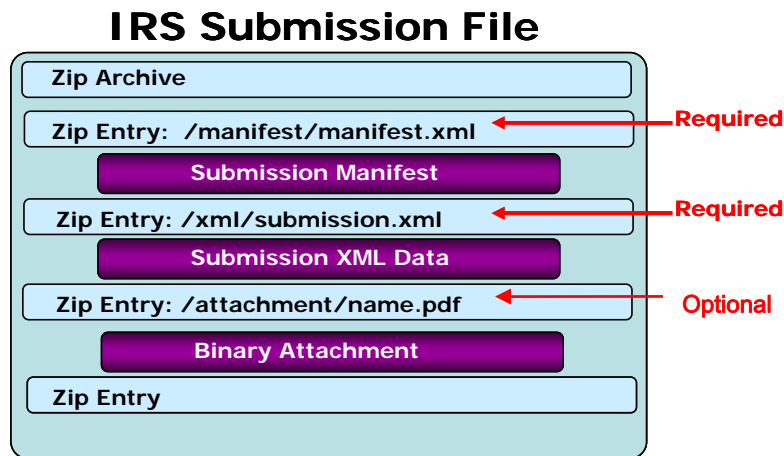 IRS Submission File
Zip Archive
Zip Entry: /manifest/manifest.xml
Required
Submission Manifest
Zip Entry: /xml/submission.xml
Required
Submission XML Data
Zip Entry: /attachment/name.pdf
Optional
Binary Attachment
Zip Entry